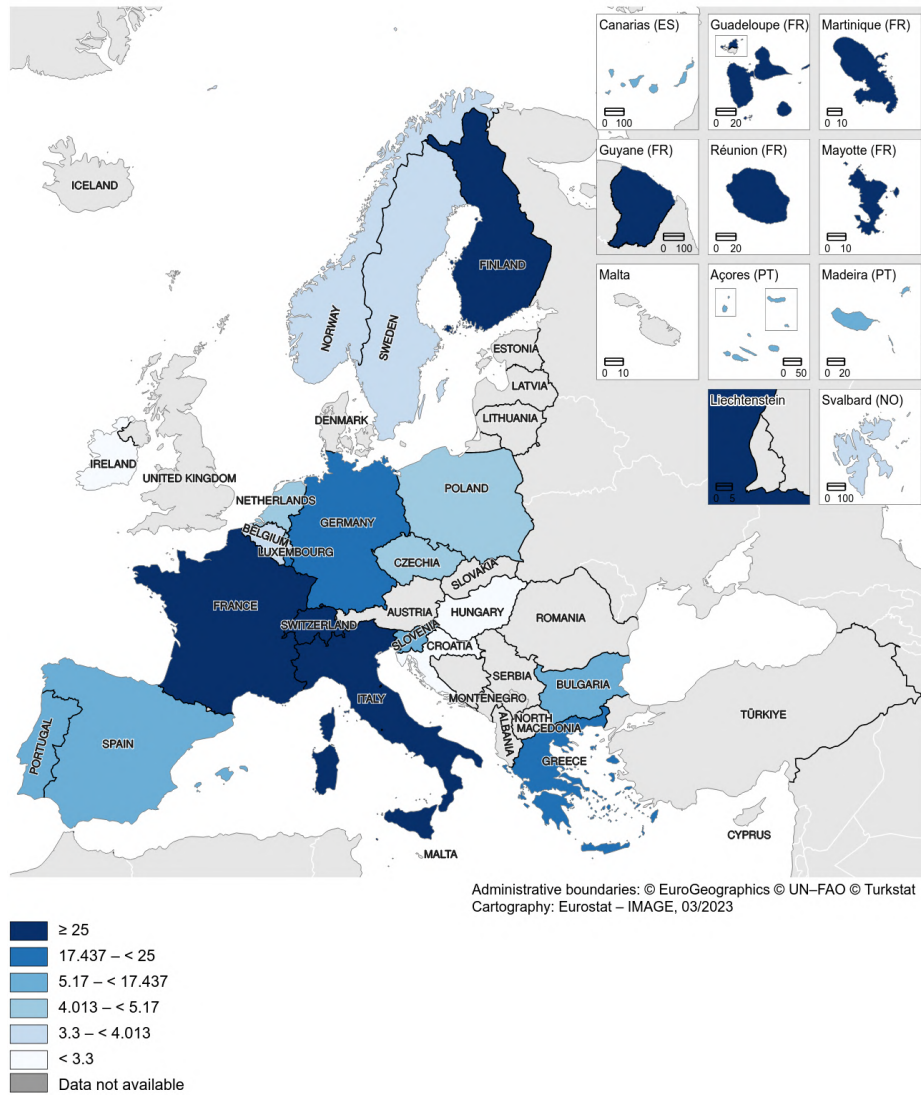 Canarias (ES)
0 100
Guadeloupe (FR)
0 20
Martinique (FR)
0 10
Guyane (FR)
0 100
Réunion (FR)
0 20
Mayotte (FR)
0 10
Malta
0 10
Açores (PT)
0 50
Madeira (PT)
0 20
Liechtenstein
0 5
Svalbard (NO)
0 100
ICELAND
FINLAND
NORWAY
SWEDEN
ESTONIA
LATVIA
LITHUANIA
DENMARK
IRELAND
UNITED KINGDOM
NETHERLANDS
BELGIUM
LUXEMBOURG
GERMANY
POLAND
CZECHIA
SLOVAKIA
FRANCE
SWITZERLAND
AUSTRIA
HUNGARY
SLOVENIA
CROATIA
ROMANIA
SERBIA
MONTENEGRO
BULGARIA
NORTH
MACEDONIA
ALBANIA
ITALY
PORTUGAL
SPAIN
GREECE
TÜRKIYE
CYPRUS
MALTA
Administrative boundaries: © EuroGeographics © UN–FAO © Turkstat
Cartography: Eurostat – IMAGE, 03/2023
≥ 25
17.437 – < 25
5.17 – < 17.437
4.013 – < 5.17
3.3 – < 4.013
< 3.3
Data not available